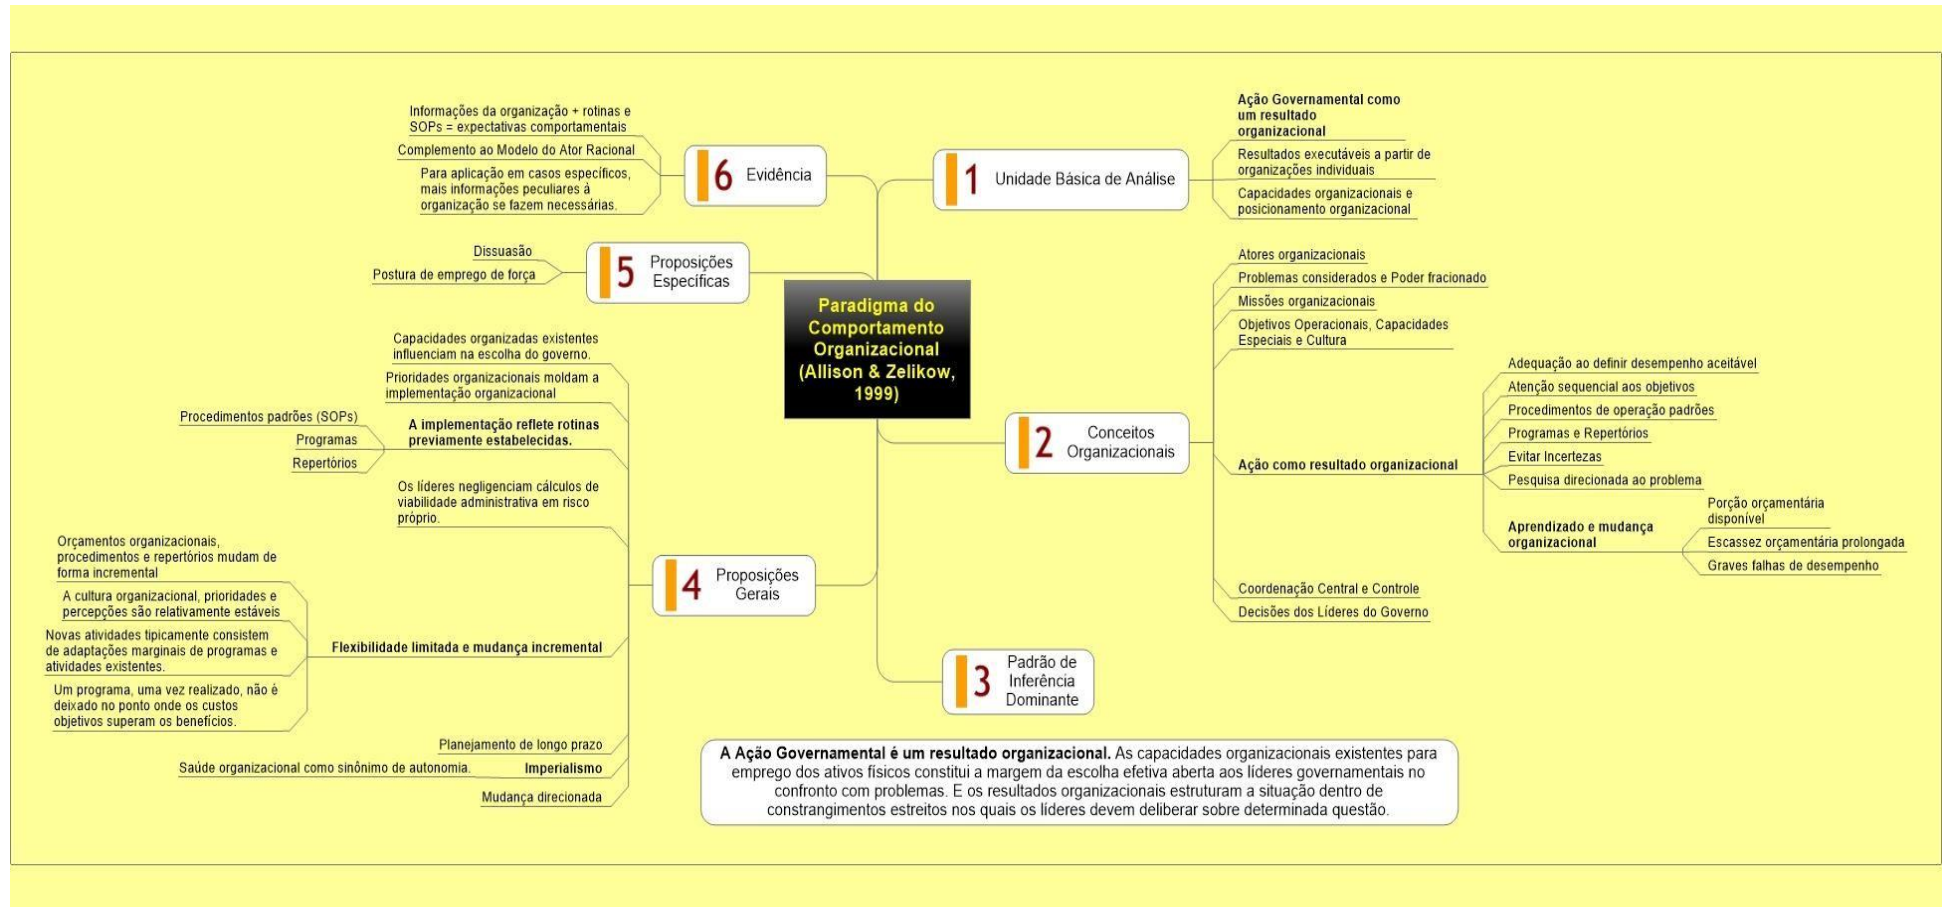 Paradigma do
Comportamento
Organizacional
(Allison & Zelikow,
1999)
1
Unidade Básica de Análise
Ação Governamental como
um resultado
organizacional
Resultados executáveis a partir de
organizações individuais
Capacidades organizacionais e
posicionamento organizacional
2
Conceitos
Organizacionais
Atores organizacionais
Problemas considerados e Poder fracionado
Missões organizacionais
Objetivos Operacionais, Capacidades
Especiais e Cultura
Ação como resultado organizacional
Adequação ao definir desempenho aceitável
Atenção sequencial aos objetivos
Procedimentos de operação padrões
Programas e Repertórios
Evitar Incertezas
Pesquisa direcionada ao problema
Aprendizado e mudança
organizacional
Porção orçamentária
disponível
Escassez orçamentária prolongada
Graves falhas de desempenho
Coordenação Central e Controle
Decisões dos Líderes do Governo
3
Padrão de
Inferência
Dominante
A Ação Governamental é um resultado organizacional. As capacidades organizacionais existentes para
emprego dos ativos físicos constitui a margem da escolha efetiva aberta aos líderes governamentais no
confronto com problemas. E os resultados organizacionais estruturam a situação dentro de
constrangimentos estreitos nos quais os líderes devem deliberar sobre determinada questão.
4
Proposições
Gerais
Capacidades organizadas existentes
influenciam na escolha do governo.
Prioridades organizacionais moldam a
implementação organizacional
A implementação reflete rotinas
previamente estabelecidas.
Procedimentos padrões (SOPs)
Programas
Repertórios
Os líderes negligenciam cálculos de
viabilidade administrativa em risco
próprio.
Flexibilidade limitada e mudança incremental
Orçamentos organizacionais,
procedimentos e repertórios mudam de
forma incremental
A cultura organizacional, prioridades e
percepções são relativamente estáveis
Novas atividades tipicamente consistem
de adaptações marginais de programas e
atividades existentes.
Um programa, uma vez realizado, não é
deixado no ponto onde os custos
objetivos superam os benefícios.
Planejamento de longo prazo
Imperialismo
Saúde organizacional como sinônimo de autonomia.
Mudança direcionada
5
Proposições
Específicas
Dissuasão
Postura de emprego de força
6
Evidência
Informações da organização + rotinas e
SOPs = expectativas comportamentais
Complemento ao Modelo do Ator Racional
Para aplicação em casos específicos,
mais informações peculiares à
organização se fazem necessárias.